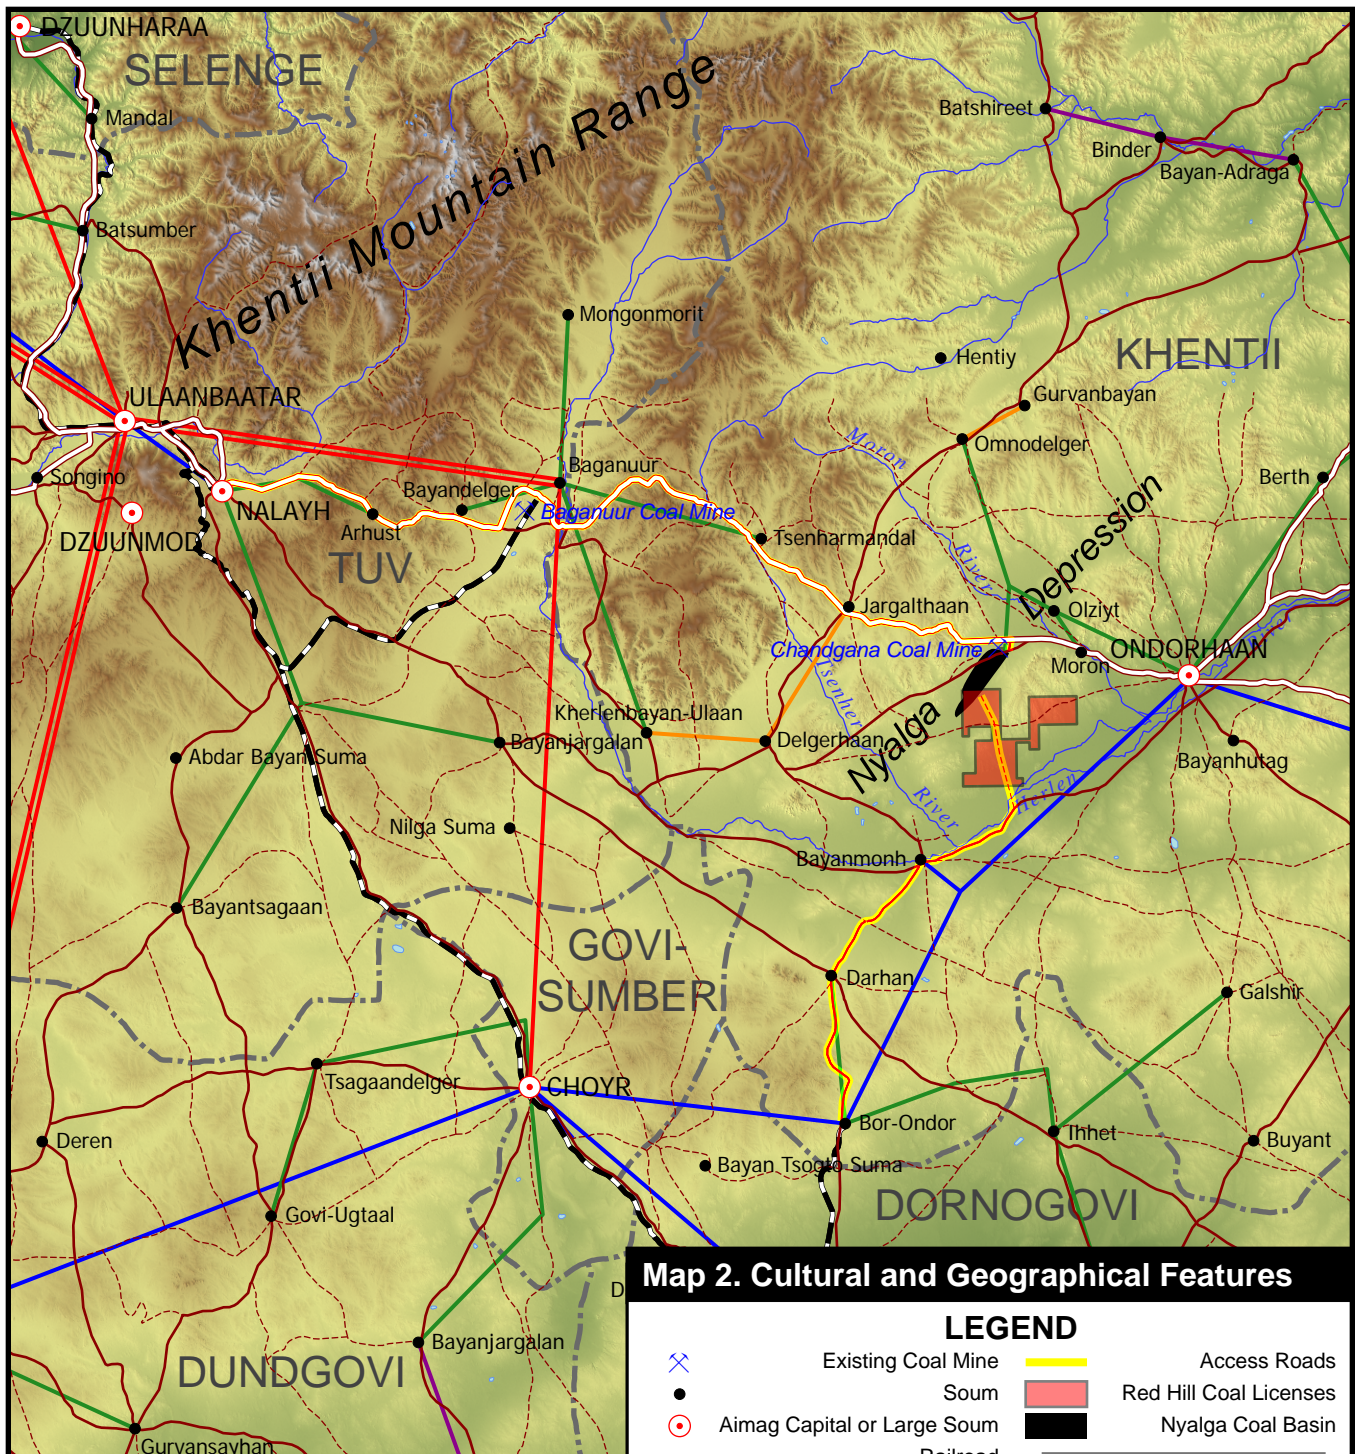 DZUUNHARAA
SELENGE
Mandal
Khentii Mountain Range
Batshireet
Binder
Bayan-Adraga
Batsumber
Mongonmorit
Hentiy
KHENTII
ULAANBAATAR
Gurvanbayan
Omnodelger
Moron
River
Songino
NALAYH
Bayandelger
Baganuur
Berth
Baganuur Coal Mine
DZUUNMOD
Arhust
Tsenharmandal
TUV
Depression
Jargalthaan
Olziyt
River
Chandgana Coal Mine
Moron
ONDORHAAN
Tsenher
River
Kherlenbayan-Ulaan
Nyalga
Abdar Bayan Suma
Bayanjargalan
Delgerhaan
Bayanhutag
Herlen
Nilga Suma
Bayanmonh
Bayantsagaan
GOVI-
SUMBER
Darhan
Galshir
Tsagaandelger
CHOYR
Bor-Ondor
Ihhet
Deren
Buyant
Bayan Tsogto Suma
Govi-Ugtaal
DORNOGOVI
D
Bayanjargalan
DUNDGOVI
Gurvansayhan
Map 2. Cultural and Geographical Features
LEGEND
Existing Coal Mine
Access Roads
Soum
Red Hill Coal Licenses
Aimag Capital or Large Soum
Nyalga Coal Basin
Railroad